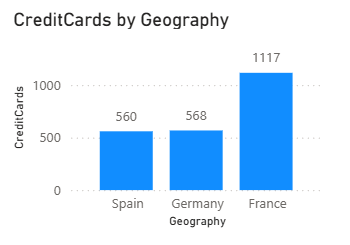 CreditCards by Geography
1117
1000
560
568
500
0
CreditCards
Spain
Germany
France
Geography